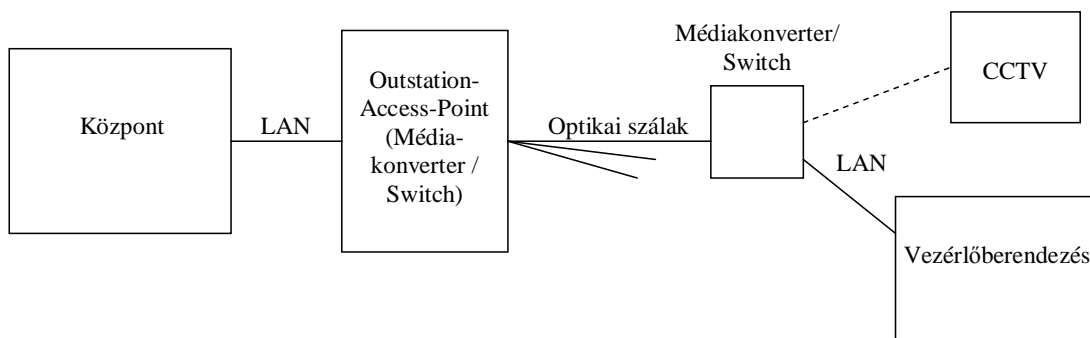 Központ
LAN
Outstation-
Access-Point
(Média-
konverter /
Switch)
Optikai szálak
Médiakonverter/
Switch
CCTV
LAN
Vezérlőberendezés